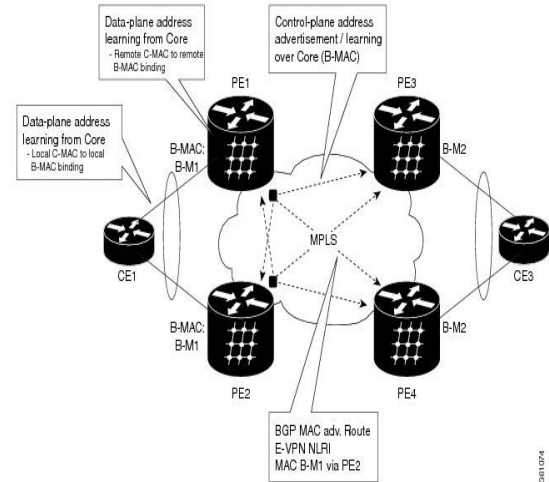 Data-plane address
learning from Core
- Remote C-MAC to remote
B-MAC binding
Control-plane address
advertisement / learning
over Core (B-MAC)
PE1
PE3
Data-plane address
learning from Core
- Local C-MAC to local
B-MAC binding
B-MAC:
B-M1
B-M2
MPLS
CE1
CE3
B-MAC:
B-M1
B-M2
PE2
PE4
BGP MAC adv. Route
E-VPN NLRI
MAC B-M1 via PE2
361074